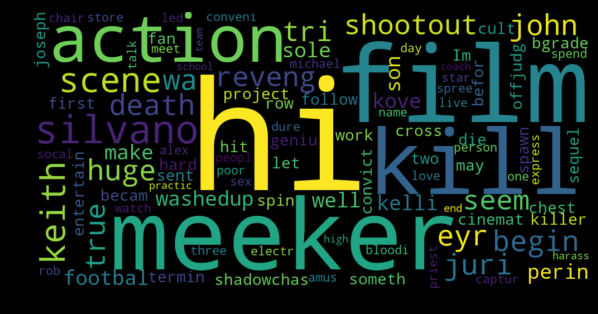 chair store led conveni
joseph talk fan meet team michael
action tri shootout john cult
school sole bgrade
scene wa reveng hi film son day Im befor offjudg spend
project row follow kove star spree live coach
first death name
silvano hit work cross kill die sequel
geniu person
socal make alex dure let convict two may spawn express one
keith huge hard peopl poor sex love
true sent practic
becam washedup spin well kelli seem chest
entertain watch meeker end cinemat killer
eyr begin
three electr high bloodi priest harass
rob footbal termin shadowchas amus someth juri captur perin